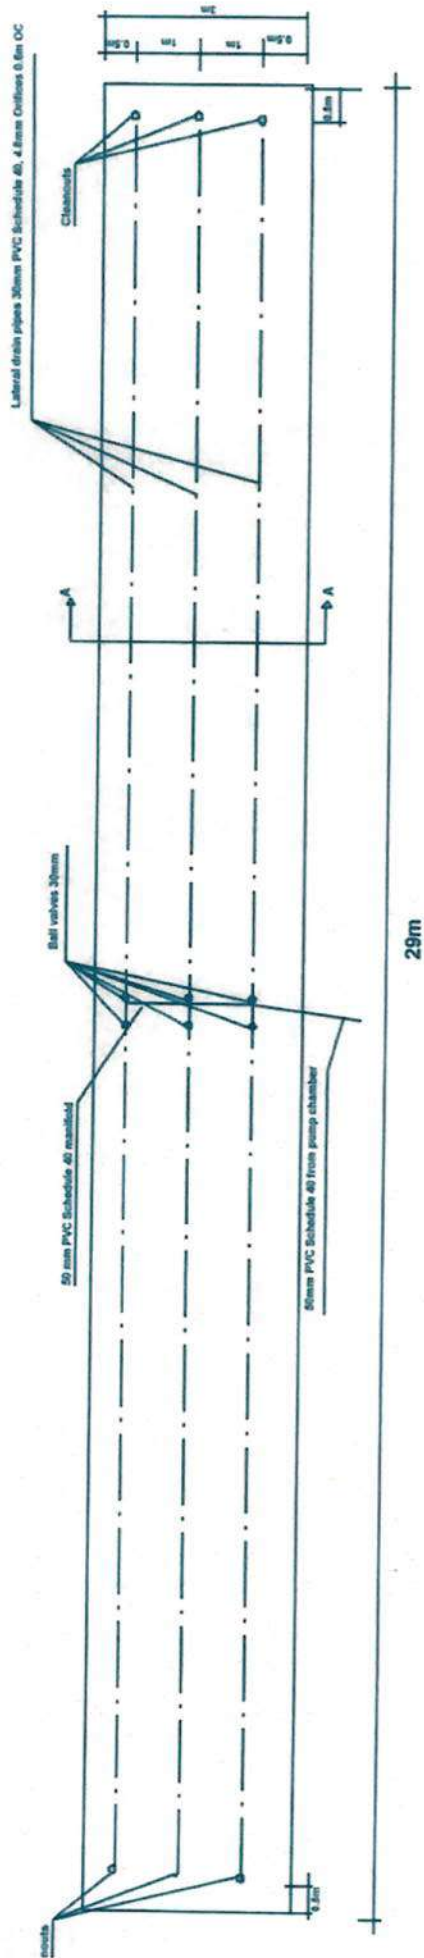 Lateral drain pipes 30mm PVC Schedule 40, 4.8mm Orifices 0.6m OC
3m
0.5m
1m
1m
0.5m
0.5m
Cleanouts
A
A
Ball valves 30mm
29m
50 mm PVC Schedule 40 manifold
50mm PVC Schedule 40 from pump chamber
nouts
0.5m